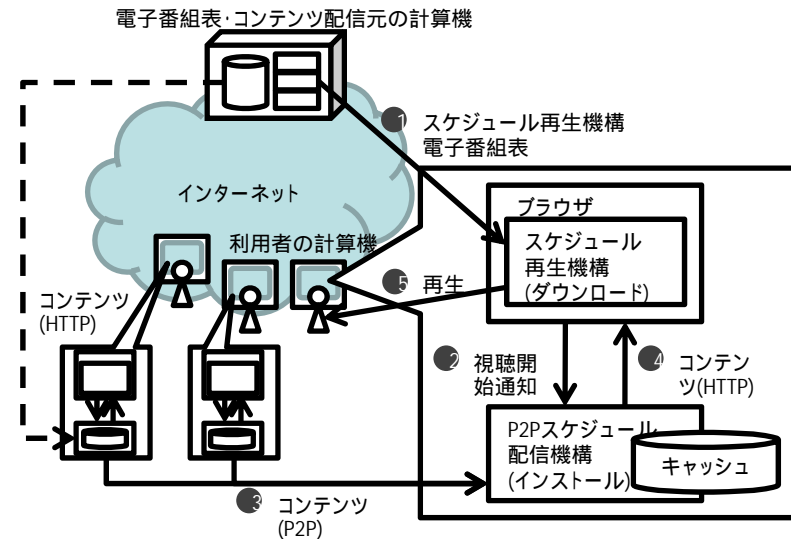 電子番組表・コンテンツ配信元の計算機
❶ スケジュール再生機構
電子番組表
インターネット
ブラウザ
利用者の計算機
スケジュール
再生機構
(ダウンロード)
❺ 再生
コンテンツ
(HTTP)
❷ 視聴開
始通知
❹ コンテン
ツ(HTTP)
P2Pスケジュール
配信機構
(インストール)
キャッシュ
❸ コンテンツ
(P2P)